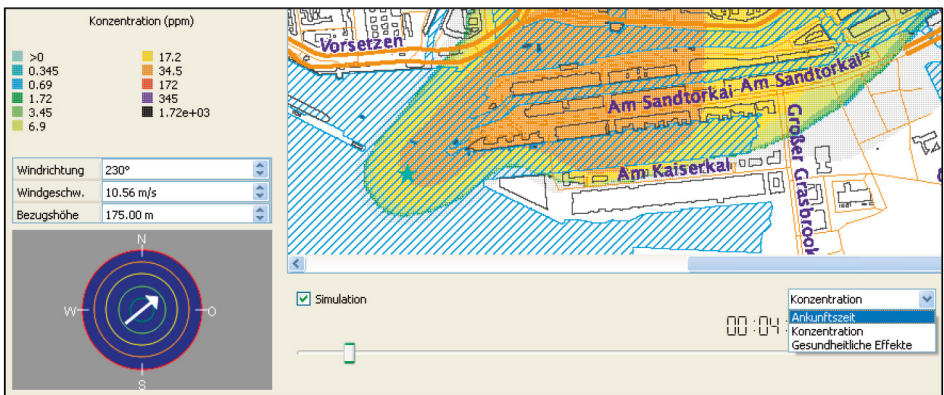 Konzentration (ppm)
>0
0.345
0.69
1.72
3.45
6.9
17.2
34.5
172
345
1.72e+03
Windrichtung 230°
Windgeschw. 10.56 m/s
Bezugshöhe 175.00 m
N
W
O
S
Vorsetzen
Am Sandtorkai-Am Sandtorkai
Am Kaiserkai
Großer Grasbrook
Simulation
00:04
Konzentration
Ankunftszeit
Konzentration
Gesundheitliche Effekte